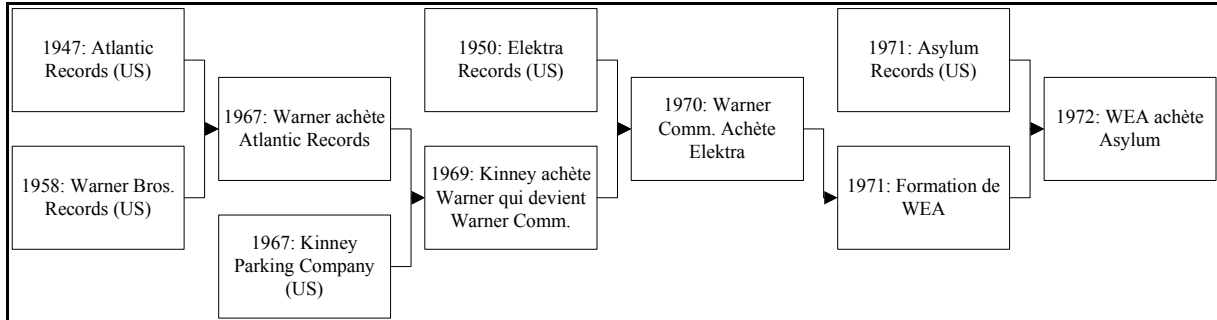 1947: Atlantic
Records (US)
1958: Warner Bros.
Records (US)
1967: Warner achète
Atlantic Records
1967: Kinney
Parking Company
(US)
1950: Elektra
Records (US)
1969: Kinney achète
Warner qui devient
Warner Comm.
1970: Warner
Comm. Achète
Elektra
1971: Asylum
Records (US)
1971: Formation de
WEA
1972: WEA achète
Asylum